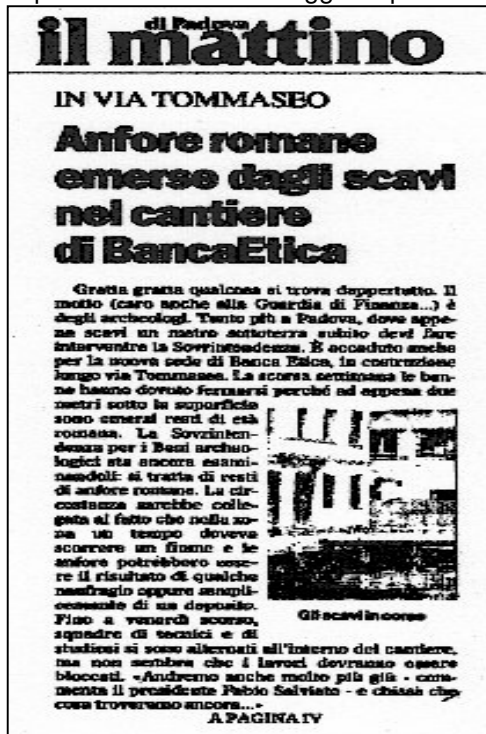 di Padova
il mattino
IN VIA TOMMASEO
Anfore romane
emerse dagli scavi
nel cantiere
di BancaEtica
Gratta gratta qualcosa si trova dappertutto. Il
motto (caro anche alla Guardia di Finanza...) è
degli archeologi. Tanto più a Padova, dove appe-
na scavi un metro sottoterra subito devi fare
intervenire la Sovrintendenza. È accaduto anche
per la nuova sede di Banca Etica, in costruzione
lungo via Tommaseo. La scorsa settimana le ben-
ne hanno dovuto fermarsi perché ad appena due
metri sotto la superficie
sono emersi resti di età
romana. La Sovrinten-
denza per i Beni archeo-
logici sta ancora esami-
nandoli: si tratta di resti
di anfore romane. La cir-
costanza sarebbe colle-
gata al fatto che nella zo-
na un tempo doveva
scorrere un fiume e le
anfore potrebbero esse-
re il risultato di qualche
naufragio oppure sempli-
cemente di un deposito.
Fino a venerdì scorso,
squadre di tecnici e di
studiosi si sono alternati all'interno del cantiere,
ma non sembra che i lavori dovranno essere
bloccati. «Andremo anche molto più giù - com-
menta il presidente Fabio Salviato - e chissà che
cosa troveremo ancora...»
Gli scavi in corso
A PAGINA IV